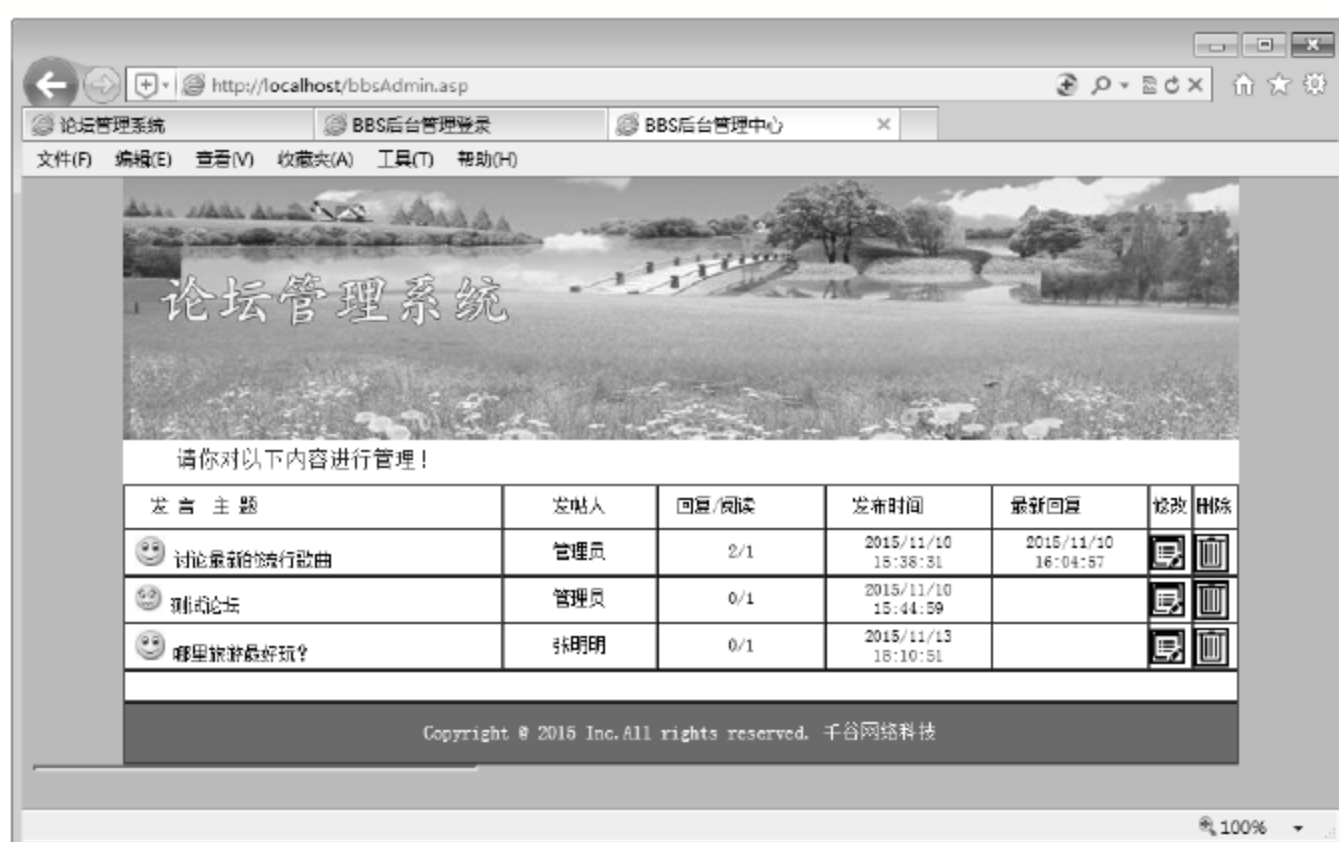 http://localhost/bbsAdmin.asp
论坛管理系统 BBS后台管理登录 BBS后台管理中心
文件(F) 编辑(E) 查看(V) 收藏夹(A) 工具(T) 帮助(H)
论坛管理系统
请你对以下内容进行管理！
发言 主题 发帖人 回复/阅读 发布时间 最新回复 修改 删除
讨论最新的流行歌曲 管理员 2/1 2015/11/10 15:38:31 2015/11/10 16:04:57
测试论坛 管理员 0/1 2015/11/10 15:44:59
哪里旅游最好玩? 张明明 0/1 2015/11/13 18:10:51
Copyright @ 2015 Inc.All rights reserved. 千谷网络科技
100%